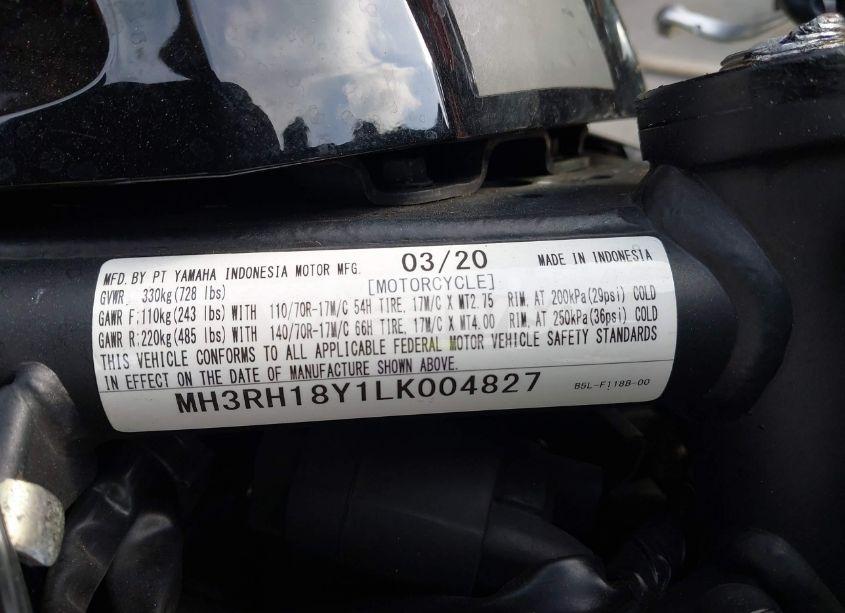 MFD. BY PT YAMAHA INDONESIA MOTOR MFG. 03/20 MADE IN INDONESIA
GVWR. 330kg(728 lbs) [MOTORCYCLE]
GAWR F:110kg(243 lbs) WITH 110/70R-17M/C 54H TIRE, 17M/C X MT2.75 RIM, AT 200kPa(29psi) COLD
GAWR R:220kg(485 lbs) WITH 140/70R-17M/C 66H TIRE, 17M/C X MT4.00 RIM, AT 250kPa(36psi) COLD
THIS VEHICLE CONFORMS TO ALL APPLICABLE FEDERAL MOTOR VEHICLE SAFETY STANDARDS
IN EFFECT ON THE DATE OF MANUFACTURE SHOWN ABOVE.
MH3RH18Y1LK004827 B5L-F118B-00